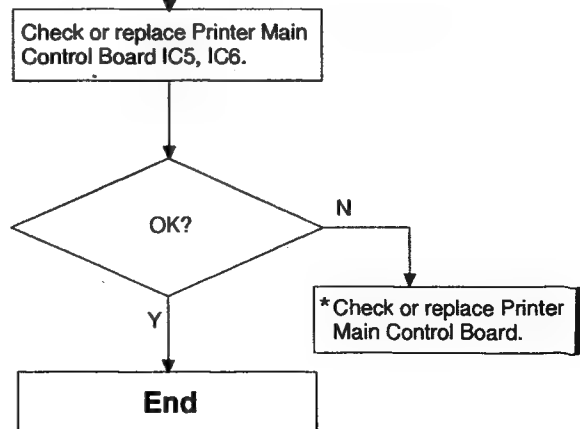 Check or replace Printer Main
Control Board IC5, IC6.
OK?
N
Y
* Check or replace Printer
Main Control Board.
End